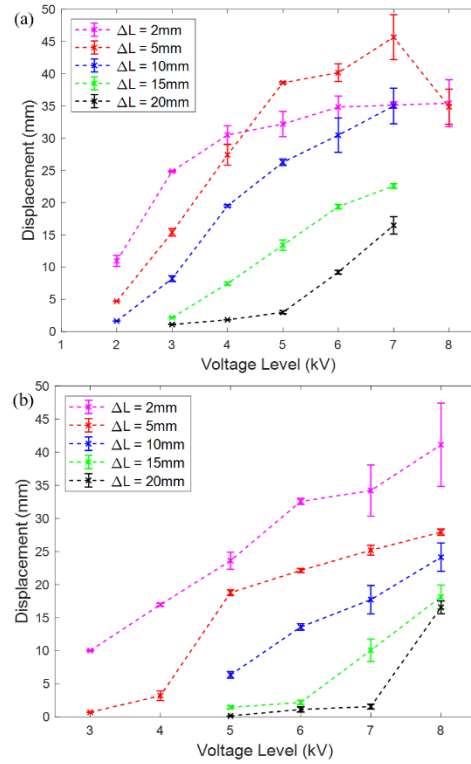 (a)
50
45
40
35
30
25
20
15
10
5
0
Displacement (mm)
ΔL = 2mm
ΔL = 5mm
ΔL = 10mm
ΔL = 15mm
ΔL = 20mm
1 2 3 4 5 6 7 8
Voltage Level (kV)
(b)
50
45
40
35
30
25
20
15
10
5
0
Displacement (mm)
ΔL = 2mm
ΔL = 5mm
ΔL = 10mm
ΔL = 15mm
ΔL = 20mm
3 4 5 6 7 8
Voltage Level (kV)